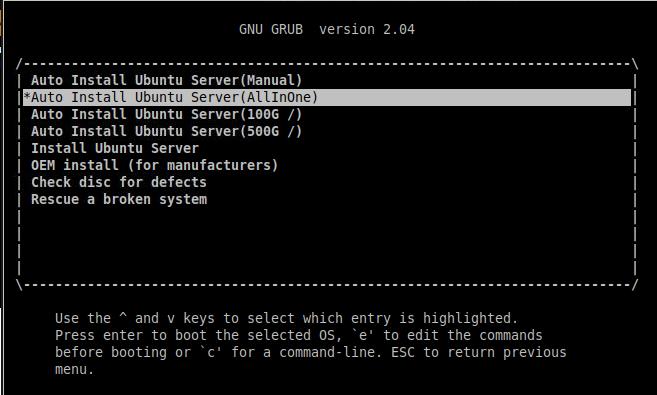 GNU GRUB  version 2.04
Auto Install Ubuntu Server(Manual)
*Auto Install Ubuntu Server(AllInOne)
Auto Install Ubuntu Server(100G /)
Auto Install Ubuntu Server(500G /)
Install Ubuntu Server
OEM install (for manufacturers)
Check disc for defects
Rescue a broken system
Use the ^ and v keys to select which entry is highlighted.
Press enter to boot the selected OS, `e' to edit the commands
before booting or `c' for a command-line. ESC to return previous
menu.